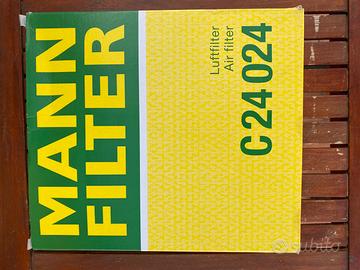 MANN
FILTER
Luftfilter
Air filter
C 24 024
subito